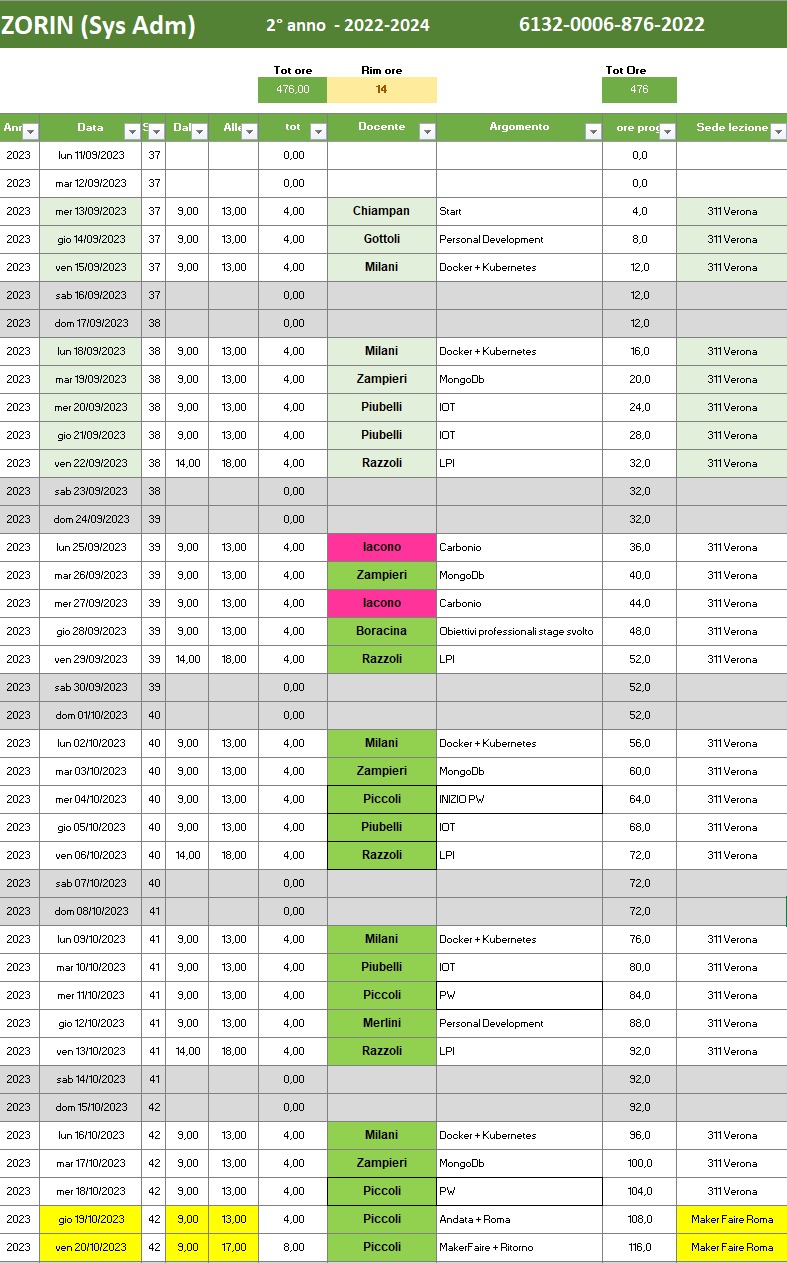 ZORIN (Sys Adm) 2° anno - 2022-2024 6132-0006-876-2022
Tot ore Rim ore Tot Ore
476,00 14 476
Ann Data S Dal Alle tot Docente Argomento ore prog Sede lezione
2023 lun 11/09/2023 37 0,00 0,0
2023 mar 12/09/2023 37 0,00 0,0
2023 mer 13/09/2023 37 9,00 13,00 4,00 Chiampan Start 4,0 311 Verona
2023 gio 14/09/2023 37 9,00 13,00 4,00 Gottoli Personal Development 8,0 311 Verona
2023 ven 15/09/2023 37 9,00 13,00 4,00 Milani Docker + Kubernetes 12,0 311 Verona
2023 sab 16/09/2023 37 0,00 12,0
2023 dom 17/09/2023 38 0,00 12,0
2023 lun 18/09/2023 38 9,00 13,00 4,00 Milani Docker + Kubernetes 16,0 311 Verona
2023 mar 19/09/2023 38 9,00 13,00 4,00 Zampieri MongoDb 20,0 311 Verona
2023 mer 20/09/2023 38 9,00 13,00 4,00 Piubelli IOT 24,0 311 Verona
2023 gio 21/09/2023 38 9,00 13,00 4,00 Piubelli IOT 28,0 311 Verona
2023 ven 22/09/2023 38 14,00 18,00 4,00 Razzoli LPI 32,0 311 Verona
2023 sab 23/09/2023 38 0,00 32,0
2023 dom 24/09/2023 39 0,00 32,0
2023 lun 25/09/2023 39 9,00 13,00 4,00 Iacono Carbonio 36,0 311 Verona
2023 mar 26/09/2023 39 9,00 13,00 4,00 Zampieri MongoDb 40,0 311 Verona
2023 mer 27/09/2023 39 9,00 13,00 4,00 Iacono Carbonio 44,0 311 Verona
2023 gio 28/09/2023 39 9,00 13,00 4,00 Boracina Obiettivi professionali stage svolto 48,0 311 Verona
2023 ven 29/09/2023 39 14,00 18,00 4,00 Razzoli LPI 52,0 311 Verona
2023 sab 30/09/2023 39 0,00 52,0
2023 dom 01/10/2023 40 0,00 52,0
2023 lun 02/10/2023 40 9,00 13,00 4,00 Milani Docker + Kubernetes 56,0 311 Verona
2023 mar 03/10/2023 40 9,00 13,00 4,00 Zampieri MongoDb 60,0 311 Verona
2023 mer 04/10/2023 40 9,00 13,00 4,00 Piccoli INIZIO PW 64,0 311 Verona
2023 gio 05/10/2023 40 9,00 13,00 4,00 Piubelli IOT 68,0 311 Verona
2023 ven 06/10/2023 40 14,00 18,00 4,00 Razzoli LPI 72,0 311 Verona
2023 sab 07/10/2023 40 0,00 72,0
2023 dom 08/10/2023 41 0,00 72,0
2023 lun 09/10/2023 41 9,00 13,00 4,00 Milani Docker + Kubernetes 76,0 311 Verona
2023 mar 10/10/2023 41 9,00 13,00 4,00 Piubelli IOT 80,0 311 Verona
2023 mer 11/10/2023 41 9,00 13,00 4,00 Piccoli PW 84,0 311 Verona
2023 gio 12/10/2023 41 9,00 13,00 4,00 Merlini Personal Development 88,0 311 Verona
2023 ven 13/10/2023 41 14,00 18,00 4,00 Razzoli LPI 92,0 311 Verona
2023 sab 14/10/2023 41 0,00 92,0
2023 dom 15/10/2023 42 0,00 92,0
2023 lun 16/10/2023 42 9,00 13,00 4,00 Milani Docker + Kubernetes 96,0 311 Verona
2023 mar 17/10/2023 42 9,00 13,00 4,00 Zampieri MongoDb 100,0 311 Verona
2023 mer 18/10/2023 42 9,00 13,00 4,00 Piccoli PW 104,0 311 Verona
2023 gio 19/10/2023 42 9,00 13,00 4,00 Piccoli Andata + Roma 108,0 Maker Faire Roma
2023 ven 20/10/2023 42 9,00 17,00 8,00 Piccoli MakerFaire + Ritorno 116,0 Maker Faire Roma